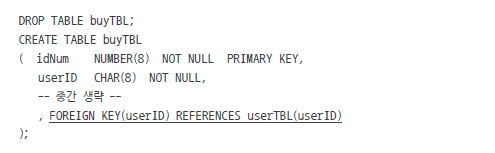 DROP TABLE buyTBL;
CREATE TABLE buyTBL
( idNum NUMBER(8) NOT NULL PRIMARY KEY,
userID CHAR(8) NOT NULL,
-- 중간 생략 --
, FOREIGN KEY(userID) REFERENCES userTBL(userID)
);